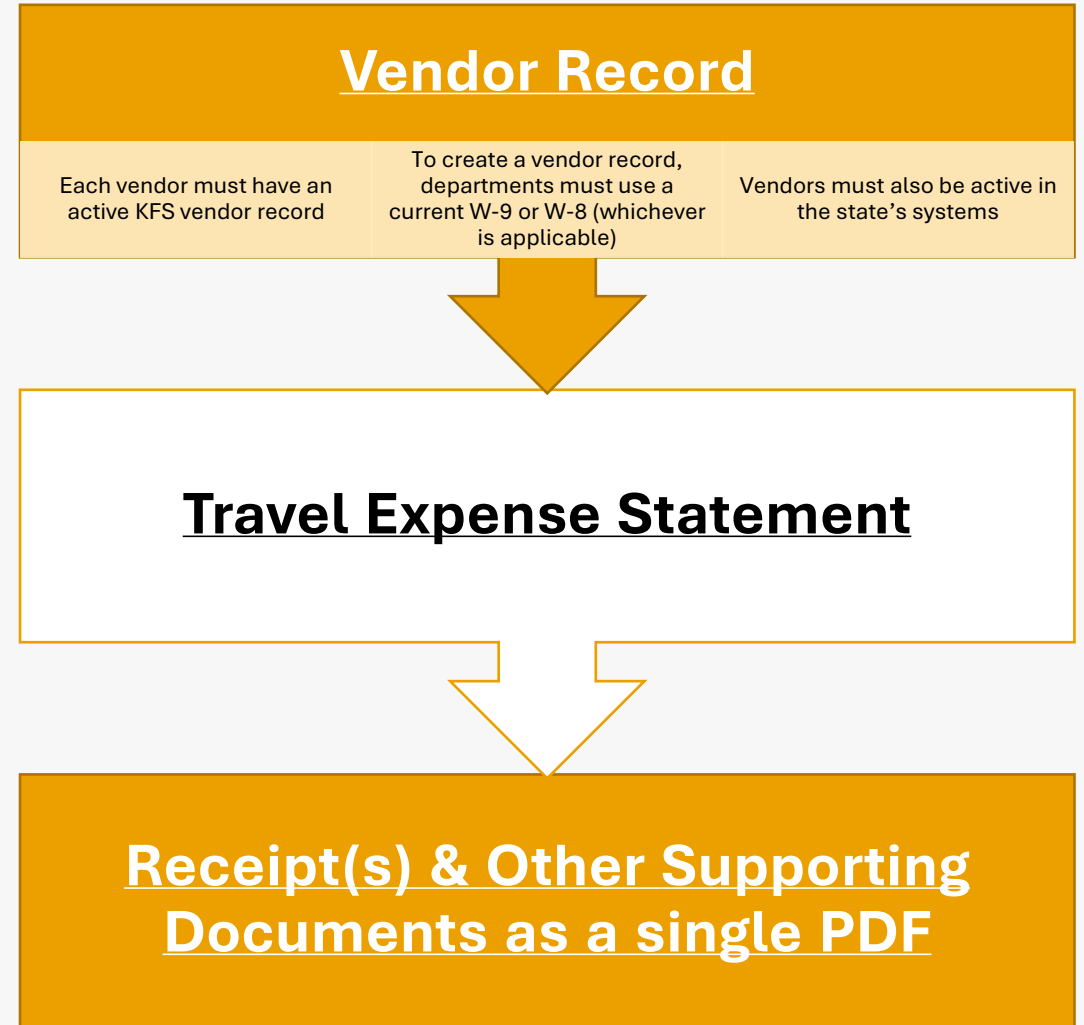 Vendor Record
Each vendor must have an
active KFS vendor record
To create a vendor record,
departments must use a
current W-9 or W-8 (whichever
is applicable)
Vendors must also be active in
the state’s systems
Travel Expense Statement
Receipt(s) & Other Supporting
Documents as a single PDF